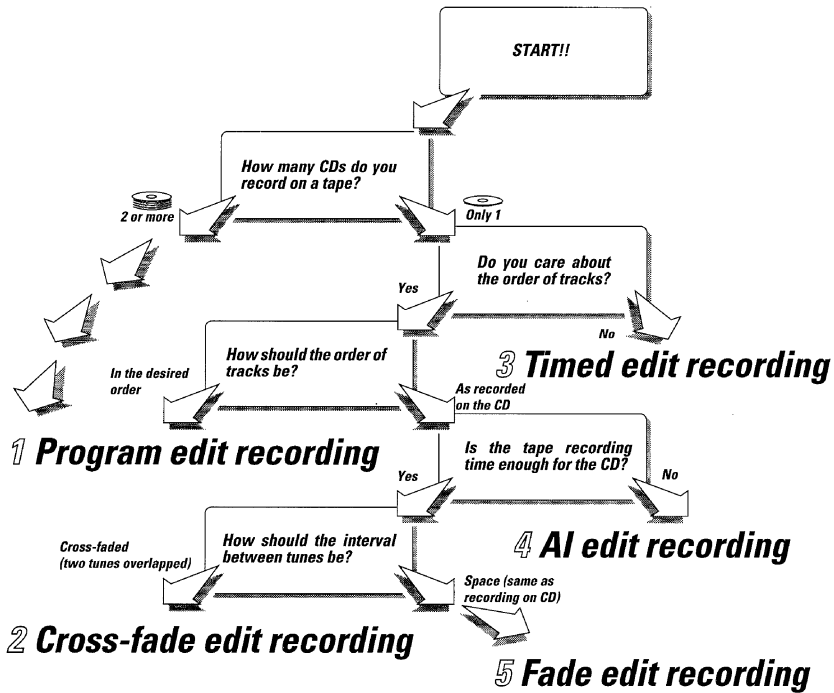 START!!
How many CDs do you
record on a tape?
2 or more
Only 1
Do you care about
the order of tracks?
Yes
No
3 Timed edit recording
How should the order of
tracks be?
In the desired
order
As recorded
on the CD
1 Program edit recording
Is the tape recording
time enough for the CD?
Yes
No
4 AI edit recording
How should the interval
between tunes be?
Cross-faded
(two tunes overlapped)
Space (same as
recording on CD)
2 Cross-fade edit recording
5 Fade edit recording